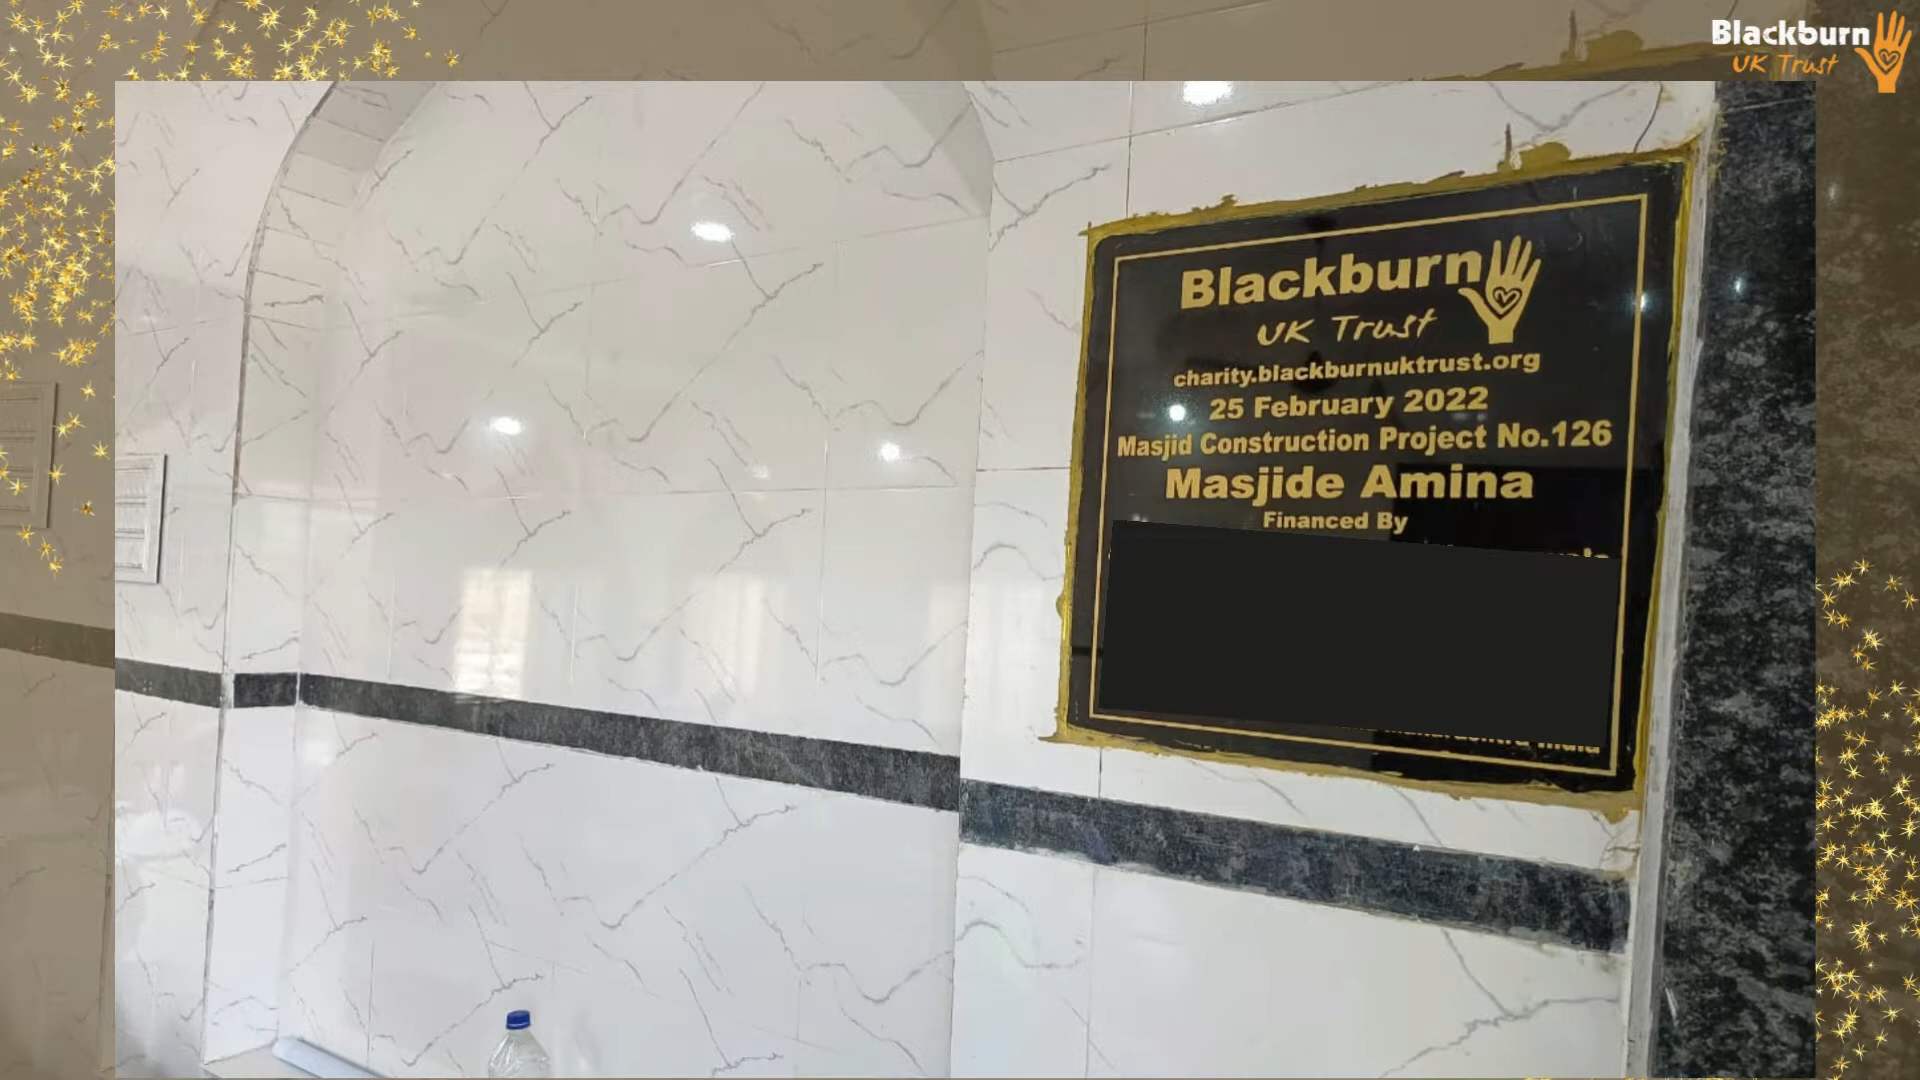 Blackburn
UK Trust
Blackburn
UK Trust
charity.blackburnuktrust.org
25 February 2022
Masjid Construction Project No.126
Masjide Amina
Financed By